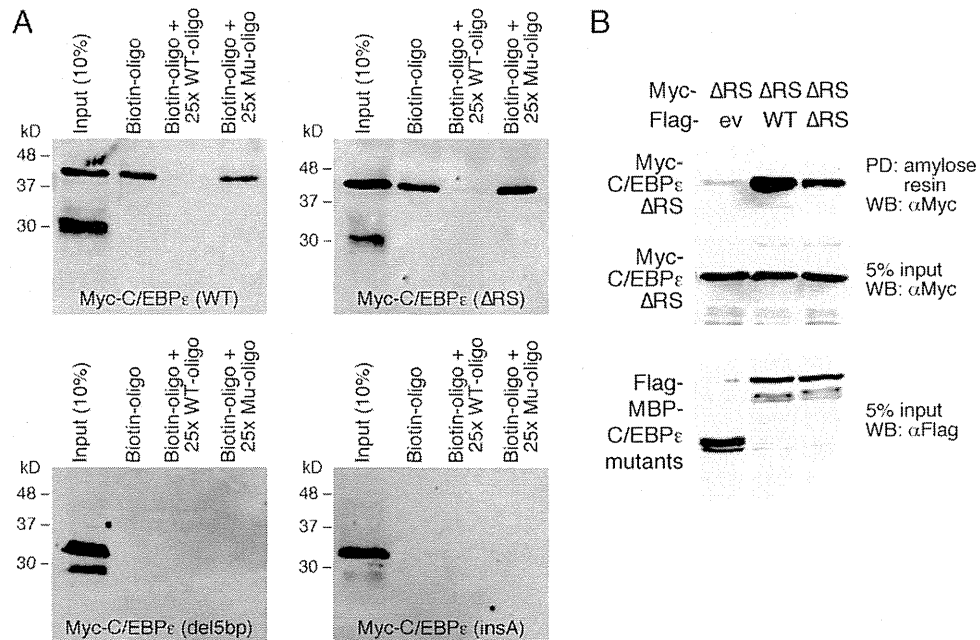 A
Input (10%)
Biotin-oligo
Biotin-oligo +
25x WT-oligo
Biotin-oligo +
25x Mu-oligo
kD
48
37
30
Myc-C/EBPε (WT)
Input (10%)
Biotin-oligo
Biotin-oligo +
25x WT-oligo
Biotin-oligo +
25x Mu-oligo
kD
48
37
30
Myc-C/EBPε (ΔRS)
Input (10%)
Biotin-oligo
Biotin-oligo +
25x WT-oligo
Biotin-oligo +
25x Mu-oligo
kD
48
37
30
Myc-C/EBPε (del5bp)
Input (10%)
Biotin-oligo
Biotin-oligo +
25x WT-oligo
Biotin-oligo +
25x Mu-oligo
kD
48
37
30
Myc-C/EBPε (insA)
B
Myc- ΔRS ΔRS ΔRS
Flag- ev WT ΔRS
Myc-
C/EBPε
ΔRS
PD: amylose
resin
WB: αMyc
Myc-
C/EBPε
ΔRS
5% input
WB: αMyc
Flag-
MBP-
C/EBPε
mutants
5% input
WB: αFlag